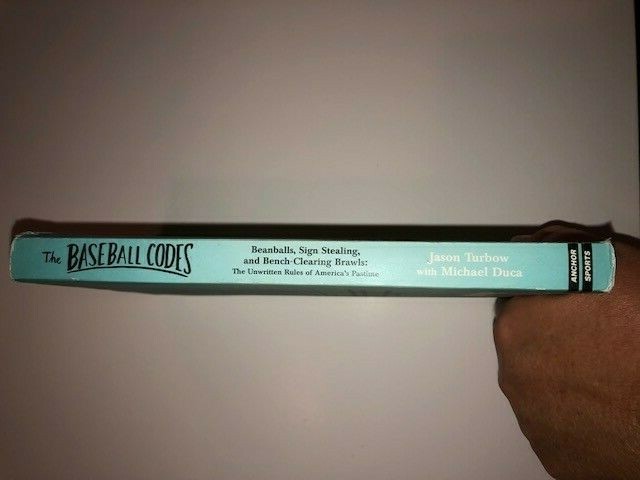 The BASEBALL CODES
Beanballs, Sign Stealing,
and Bench-Clearing Brawls:
The Unwritten Rules of America's Pastime
Jason Turbow
with Michael Duca
ANCHOR
SPORTS